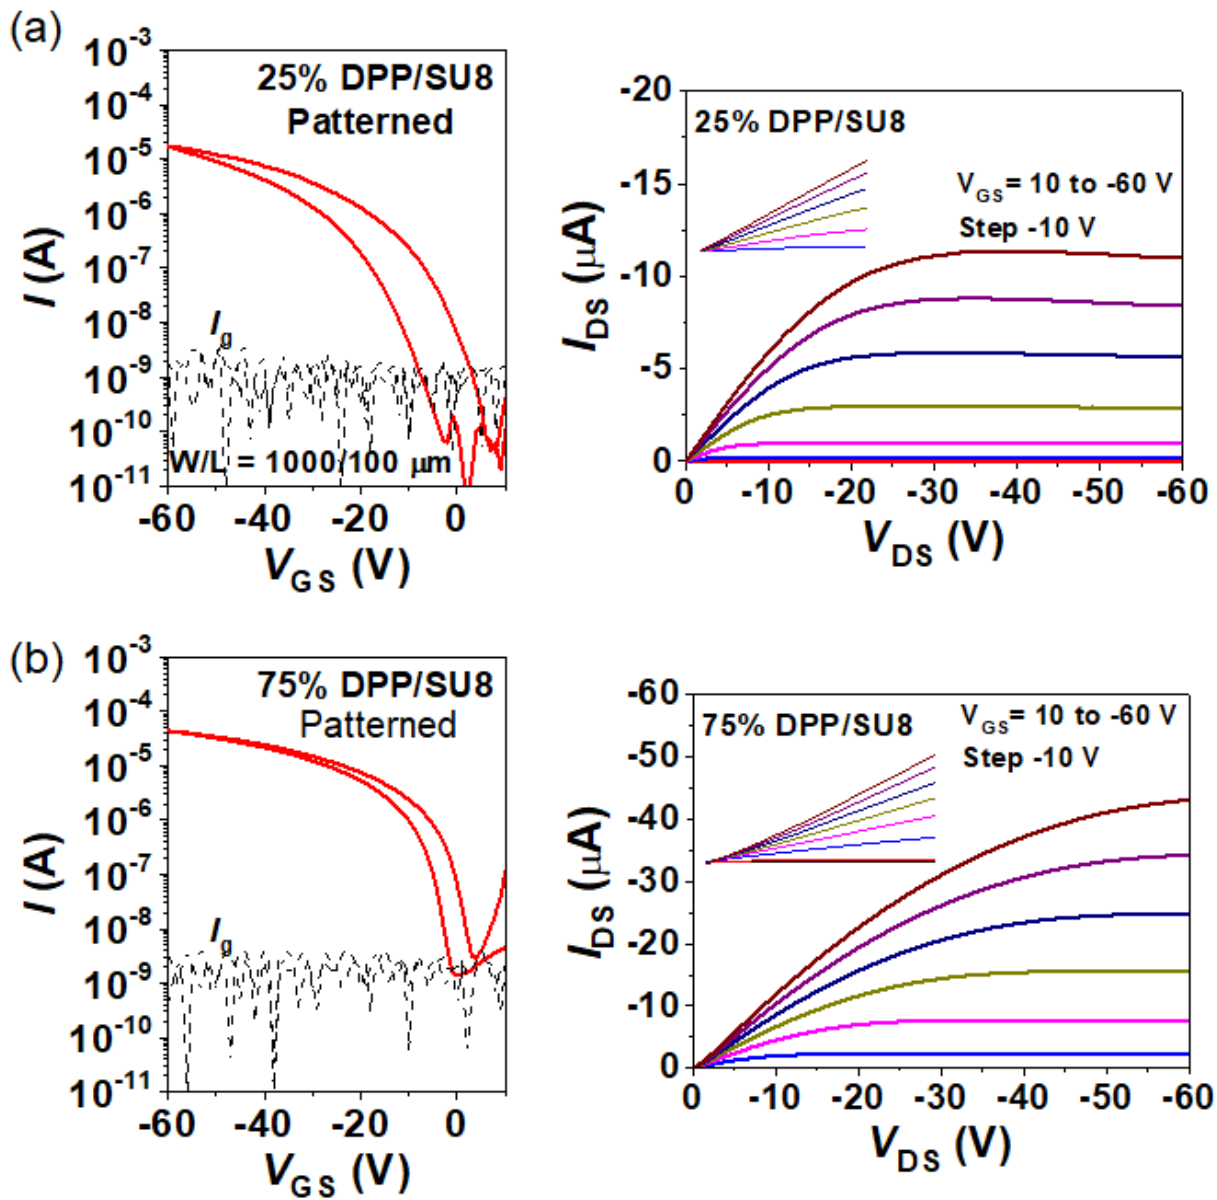 (a)
25% DPP/SU8
Patterned
10⁻³
10⁻⁴
10⁻⁵
10⁻⁶
10⁻⁷
10⁻⁸
10⁻⁹
10⁻¹⁰
10⁻¹¹
I (A)
Ig
W/L = 1000/100 μm
-60 -40 -20 0
VGS (V)
25% DPP/SU8
VGS= 10 to -60 V
Step -10 V
-20
-15
-10
-5
0
IDS (μA)
0 -10 -20 -30 -40 -50 -60
VDS (V)
(b)
75% DPP/SU8
Patterned
10⁻³
10⁻⁴
10⁻⁵
10⁻⁶
10⁻⁷
10⁻⁸
10⁻⁹
10⁻¹⁰
10⁻¹¹
I (A)
Ig
-60 -40 -20 0
VGS (V)
75% DPP/SU8
VGS= 10 to -60 V
Step -10 V
-60
-50
-40
-30
-20
-10
0
IDS (μA)
0 -10 -20 -30 -40 -50 -60
VDS (V)